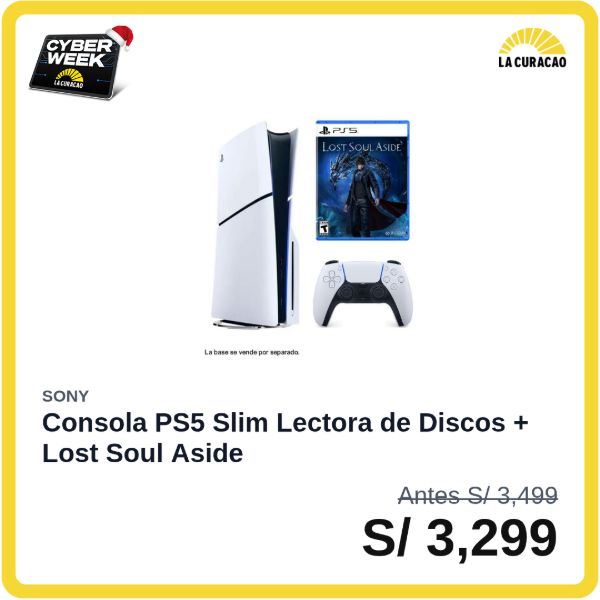 CYBER
WEEK
LA CURACAO
LA CURACAO
PS5
LOST SOUL ASIDE
La base se vende por separado.
SONY
Consola PS5 Slim Lectora de Discos +
Lost Soul Aside
Antes S/ 3,499
S/ 3,299